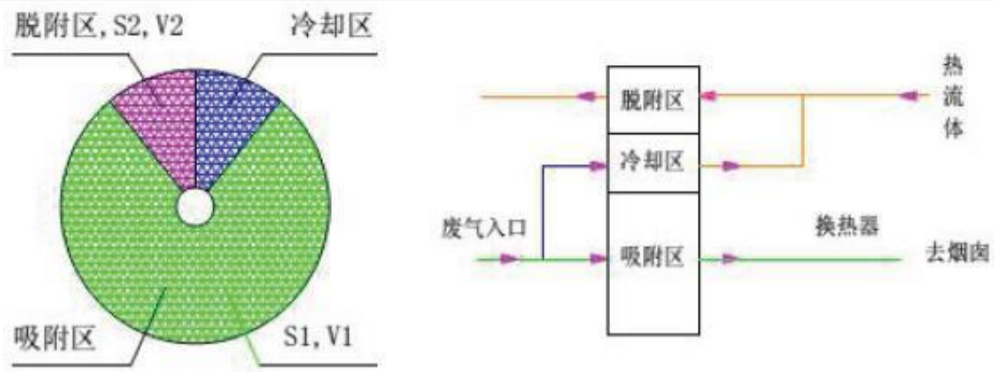 脱附区,S2,V2
冷却区
吸附区
S1,V1
脱附区
热流体
冷却区
废气入口
吸附区
换热器
去烟囱